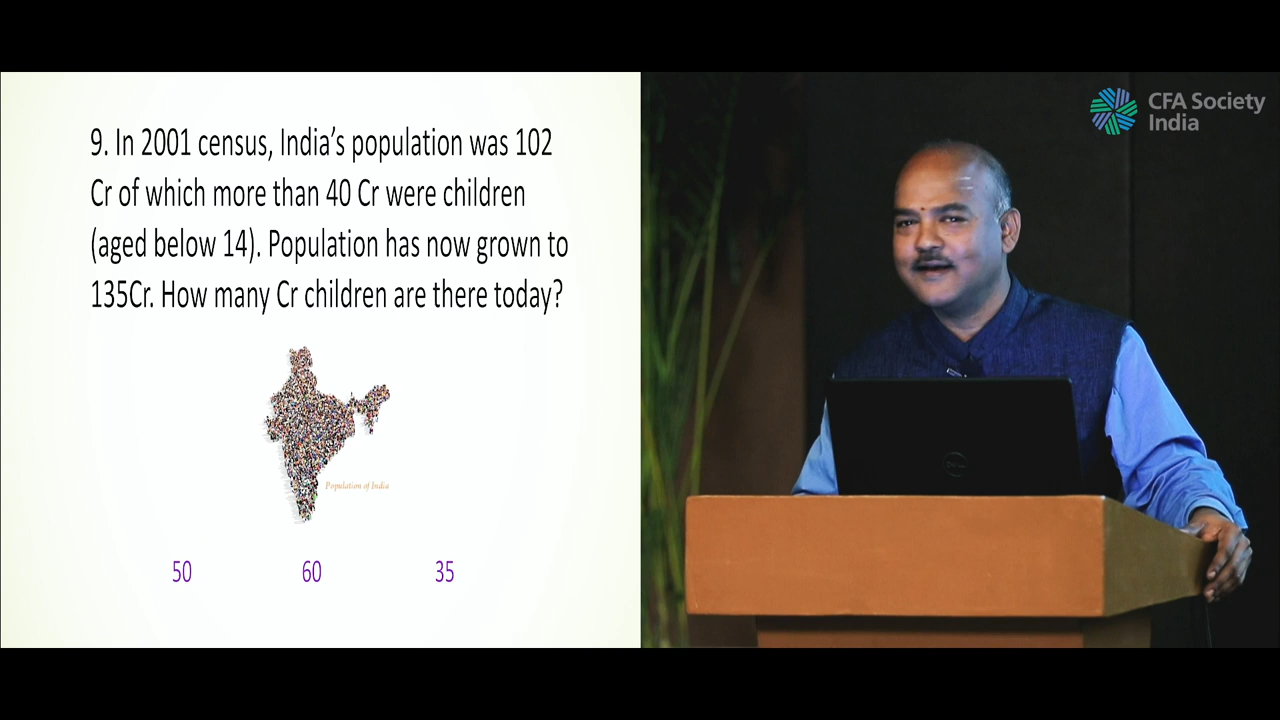 9. In 2001 census, India’s population was 102
Cr of which more than 40 Cr were children
(aged below 14). Population has now grown to
135Cr. How many Cr children are there today?
Population of India
50 60 35
CFA Society
India